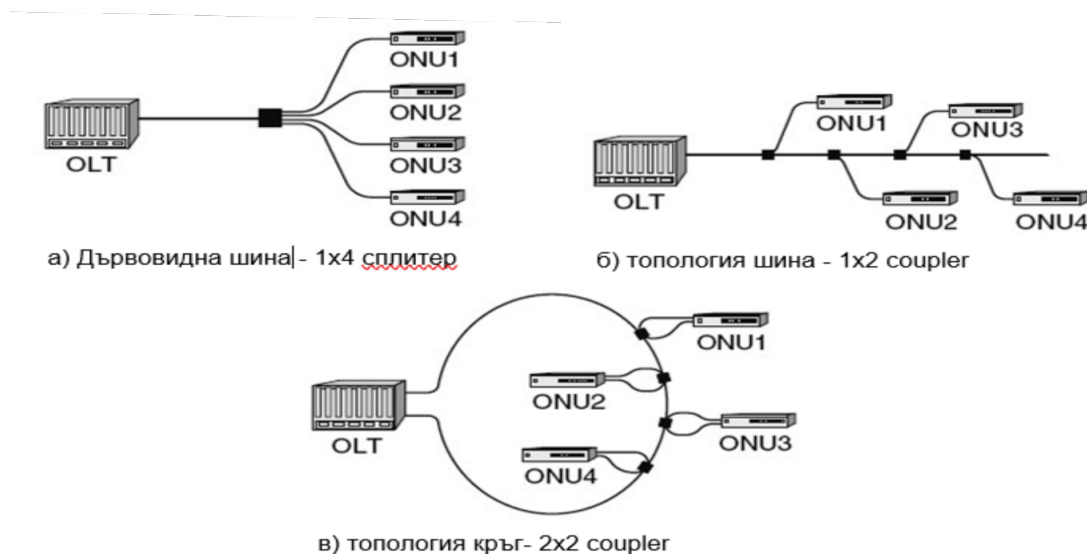 ONU1
ONU2
ONU3
ONU4
OLT
а) Дървовидна шина - 1x4 сплитер
ONU1
ONU3
OLT
ONU2
ONU4
б) топология шина - 1x2 coupler
ONU1
ONU2
OLT
ONU3
ONU4
в) топология кръг- 2x2 coupler